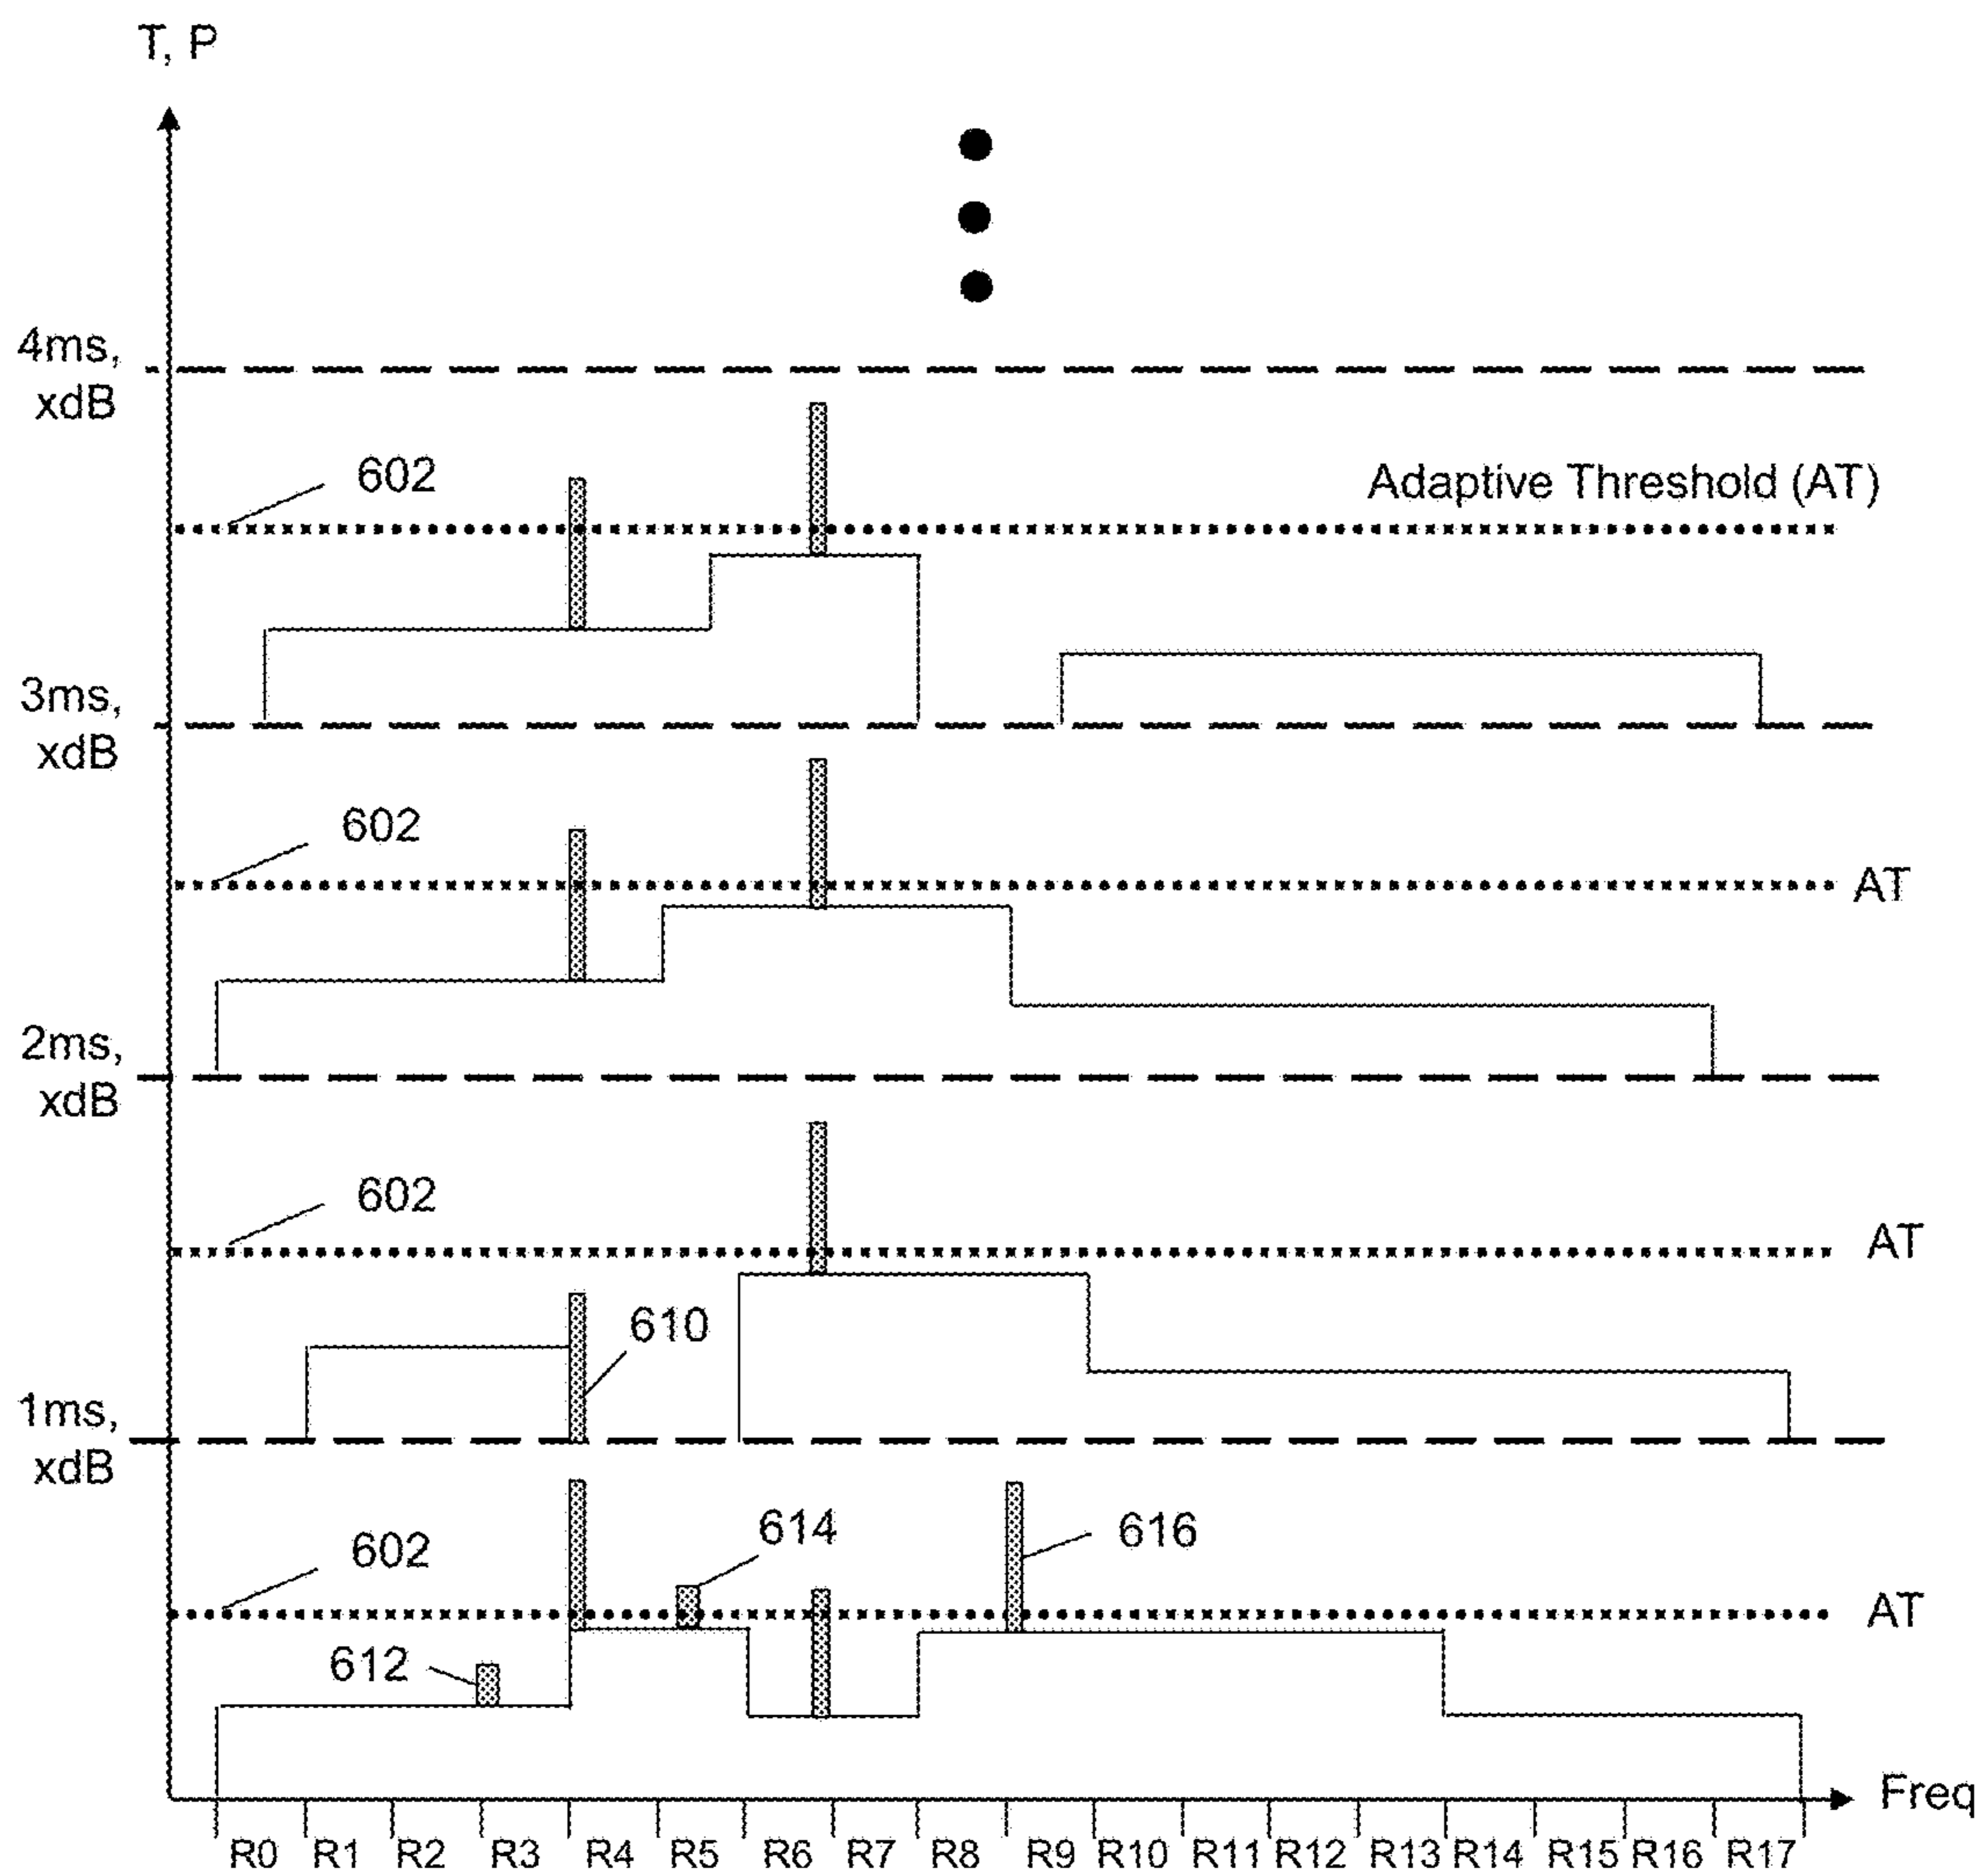 T, P
4ms,
xdB
602
Adaptive Threshold (AT)
3ms,
xdB
602
AT
2ms,
xdB
602
AT
610
1ms,
xdB
602
614
616
AT
612
Freq
R0 R1 R2 R3 R4 R5 R6 R7 R8 R9 R10 R11 R12 R13 R14 R15 R16 R17